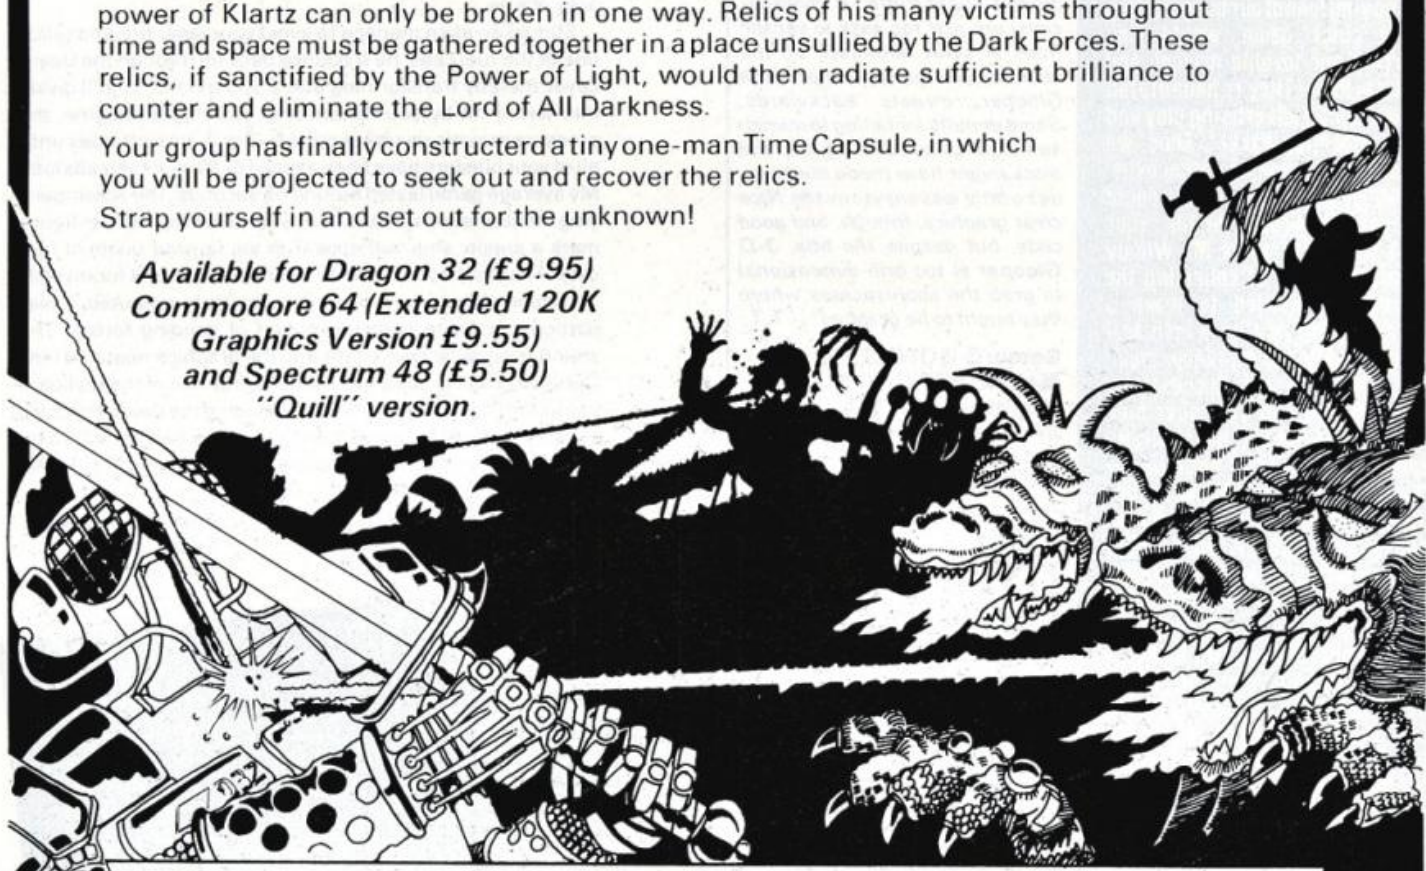 power of Klartz can only be broken in one way. Relics of his many victims throughout
time and space must be gathered together in a place unsullied by the Dark Forces. These
relics, if sanctified by the Power of Light, would then radiate sufficient brilliance to
counter and eliminate the Lord of All Darkness.
Your group has finally constructerd a tiny one-man Time Capsule, in which
you will be projected to seek out and recover the relics.
Strap yourself in and set out for the unknown!
Available for Dragon 32 (£9.95)
Commodore 64 (Extended 120K
Graphics Version £9.55)
and Spectrum 48 (£5.50)
"Quill" version.